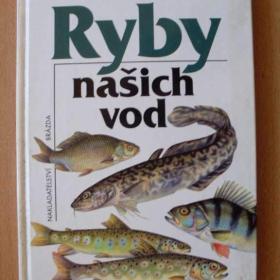 Ryby
našich
vod
NAKLADATELSTVÍ
BRÁZDA